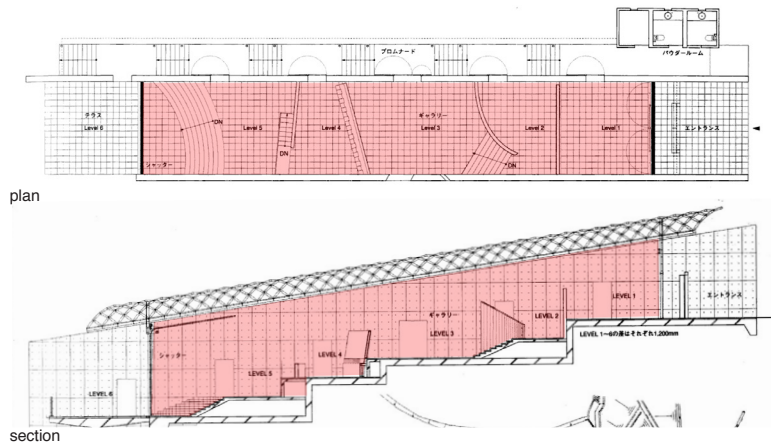 プロムナード
パウダールーム
テラス
Level 6
DN
Level 5
DN
Level 4
ギャラリー
Level 3
DN
Level 2
Level 1
エントランス
シャッター
plan
LEVEL 1
エントランス
ギャラリー
LEVEL 2
LEVEL 3
シャッター
LEVEL 4
LEVEL 5
LEVEL 6
LEVEL 1〜6の差はそれぞれ1,200mm
section